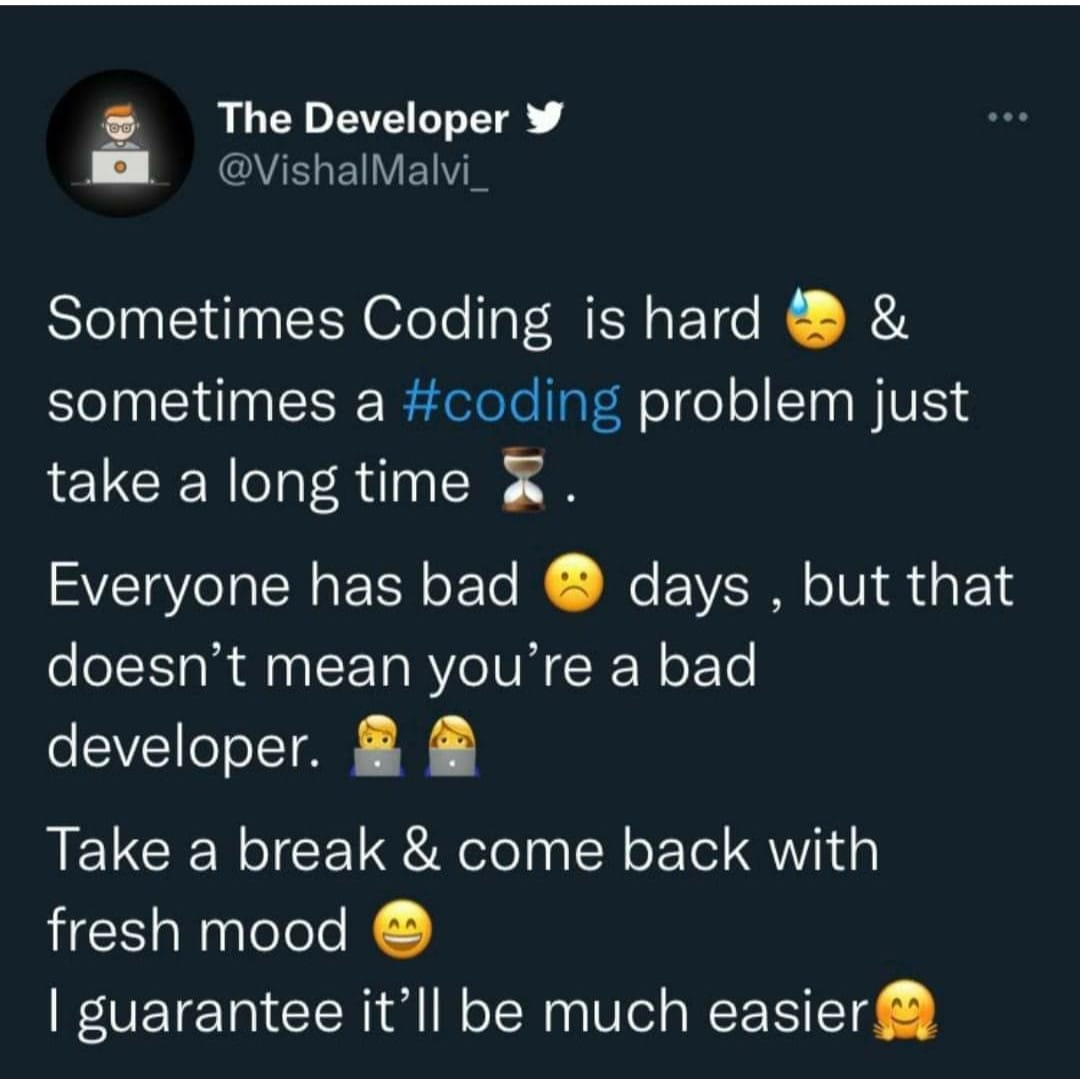 The Developer
@VishalMalvi_
Sometimes Coding is hard 😓 &
sometimes a #coding problem just
take a long time ⏳ .
Everyone has bad ☹️ days , but that
doesn’t mean you’re a bad
developer. 👨‍💻 👩‍💻
Take a break & come back with
fresh mood 😄
I guarantee it’ll be much easier🤗